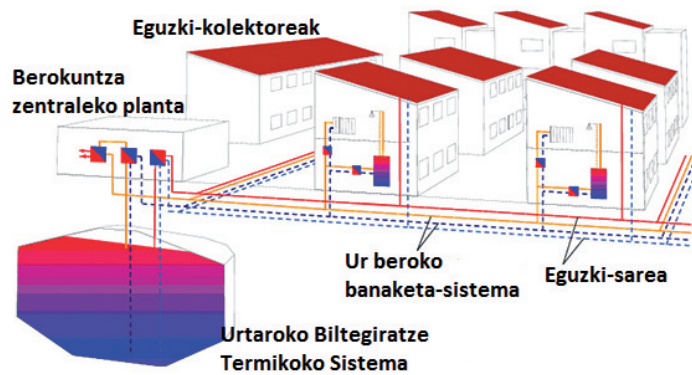 Eguzki-kolektoreak
Berokuntza
zentraleko planta
Ur beroko
banaketa-sistema
Eguzki-sarea
Urtaroko Biltegiratze
Termikoko Sistema